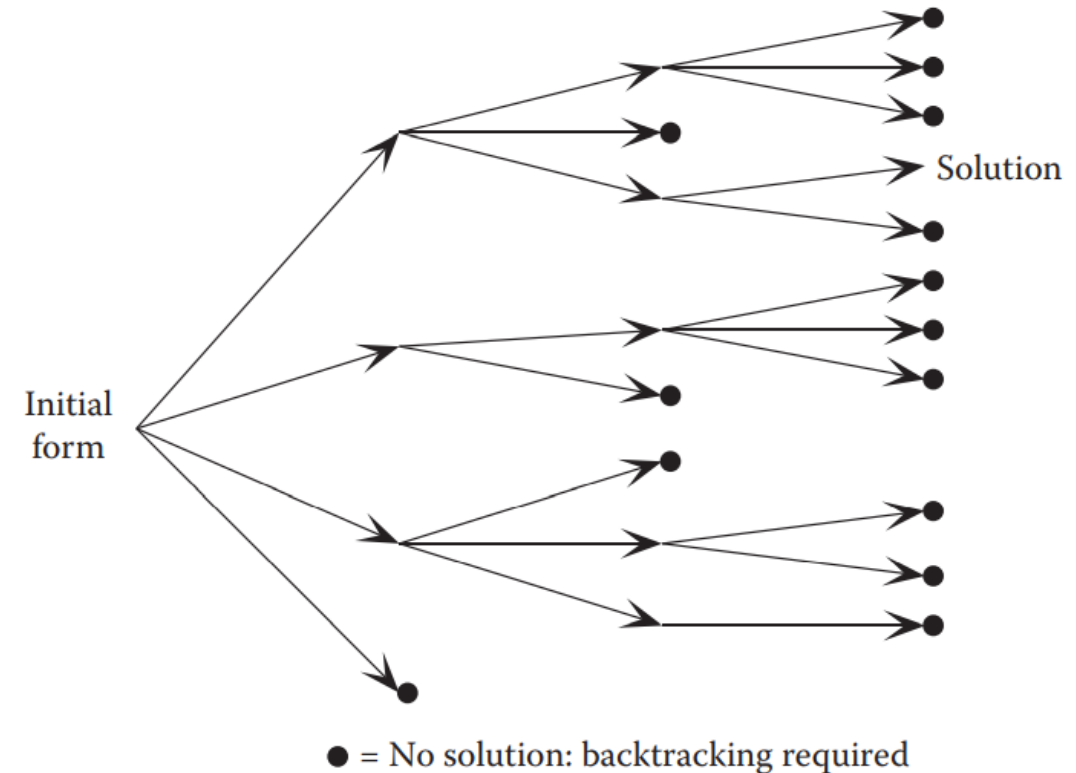 Solution
Initial
form
● = No solution: backtracking required